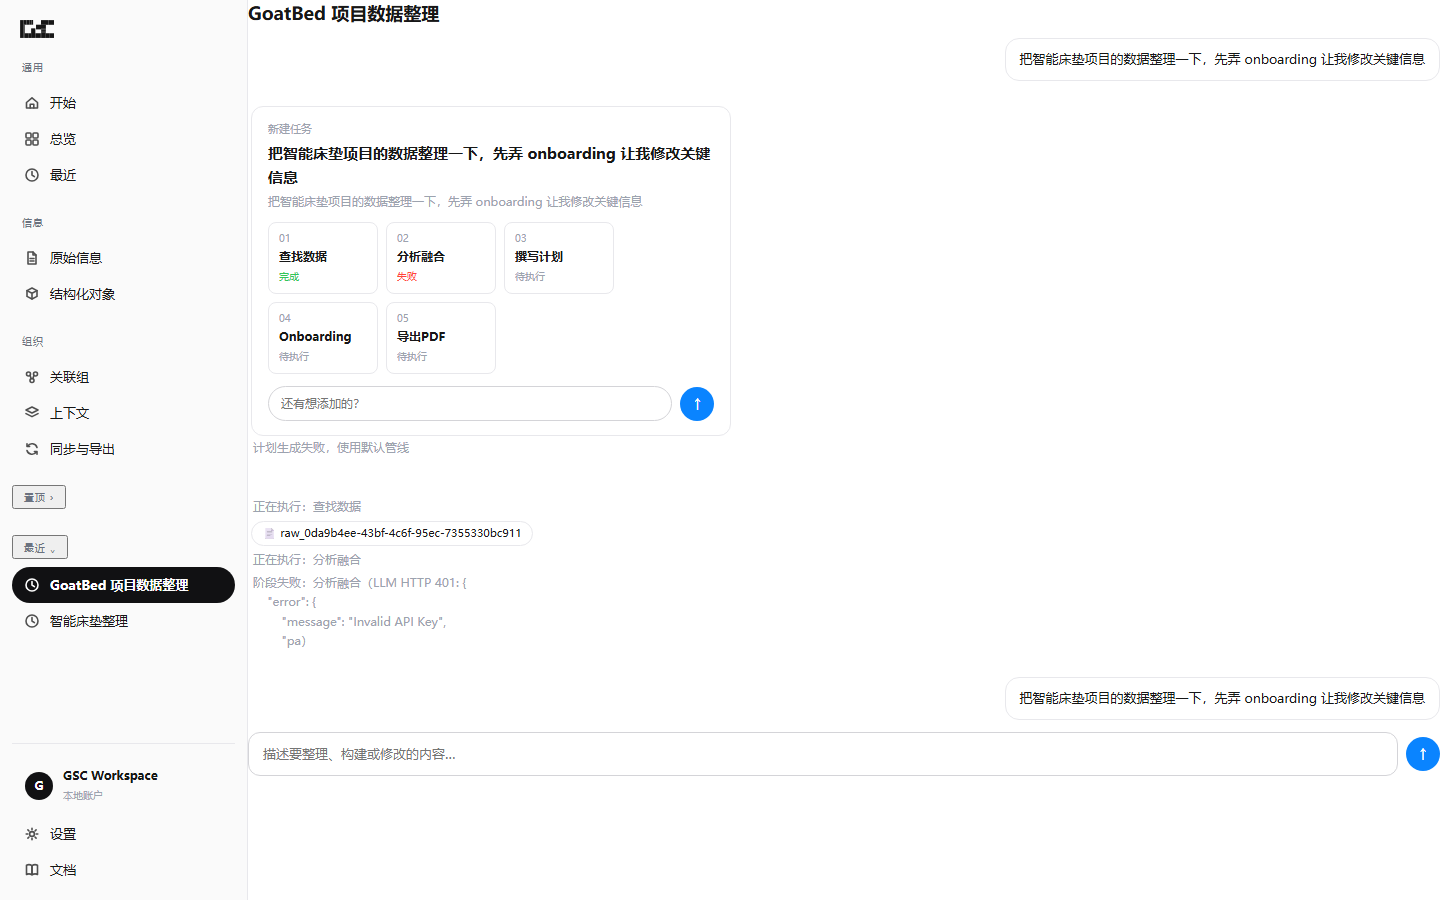 GSC
通用
开始
总览
最近
信息
原始信息
结构化对象
组织
关联组
上下文
同步与导出
置顶 ›
最近 ⌄
GoatBed 项目数据整理
智能床垫整理
G
GSC Workspace
本地账户
设置
文档
GoatBed 项目数据整理
把智能床垫项目的数据整理一下，先弄 onboarding 让我修改关键信息
新建任务
把智能床垫项目的数据整理一下，先弄 onboarding 让我修改关键
信息
把智能床垫项目的数据整理一下，先弄 onboarding 让我修改关键信息
01
查找数据
完成
02
分析融合
失败
03
撰写计划
待执行
04
Onboarding
待执行
05
导出PDF
待执行
还有想添加的?
↑
计划生成失败，使用默认管线
正在执行：查找数据
raw_0da9b4ee-43bf-4c6f-95ec-7355330bc911
正在执行：分析融合
阶段失败：分析融合（LLM HTTP 401: {
"error": {
"message": "Invalid API Key",
"pa）
把智能床垫项目的数据整理一下，先弄 onboarding 让我修改关键信息
描述要整理、构建或修改的内容...
↑